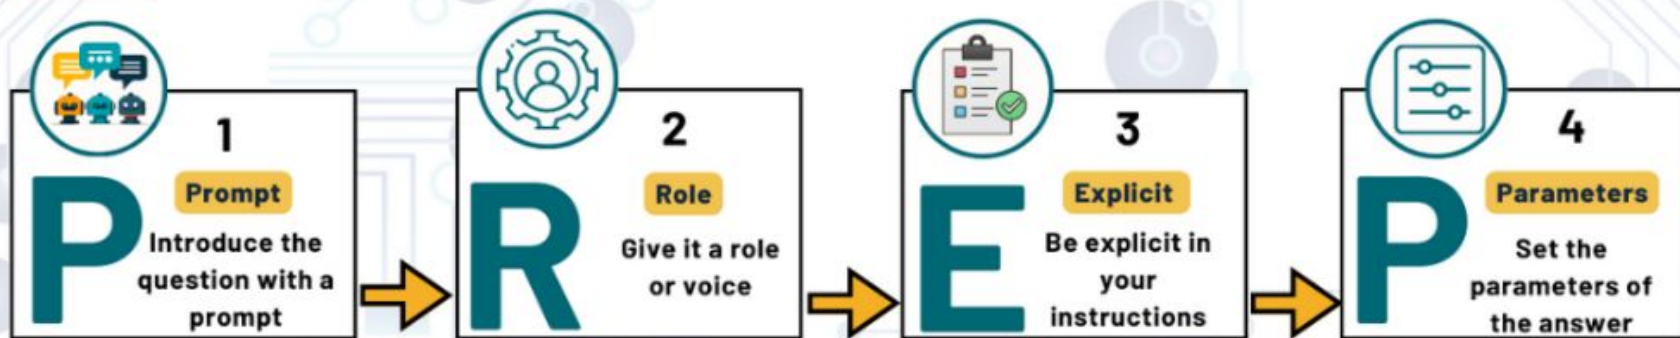 1
P
Prompt
Introduce the
question with a
prompt
2
R
Role
Give it a role
or voice
3
E
Explicit
Be explicit in
your
instructions
4
P
Parameters
Set the
parameters of
the answer